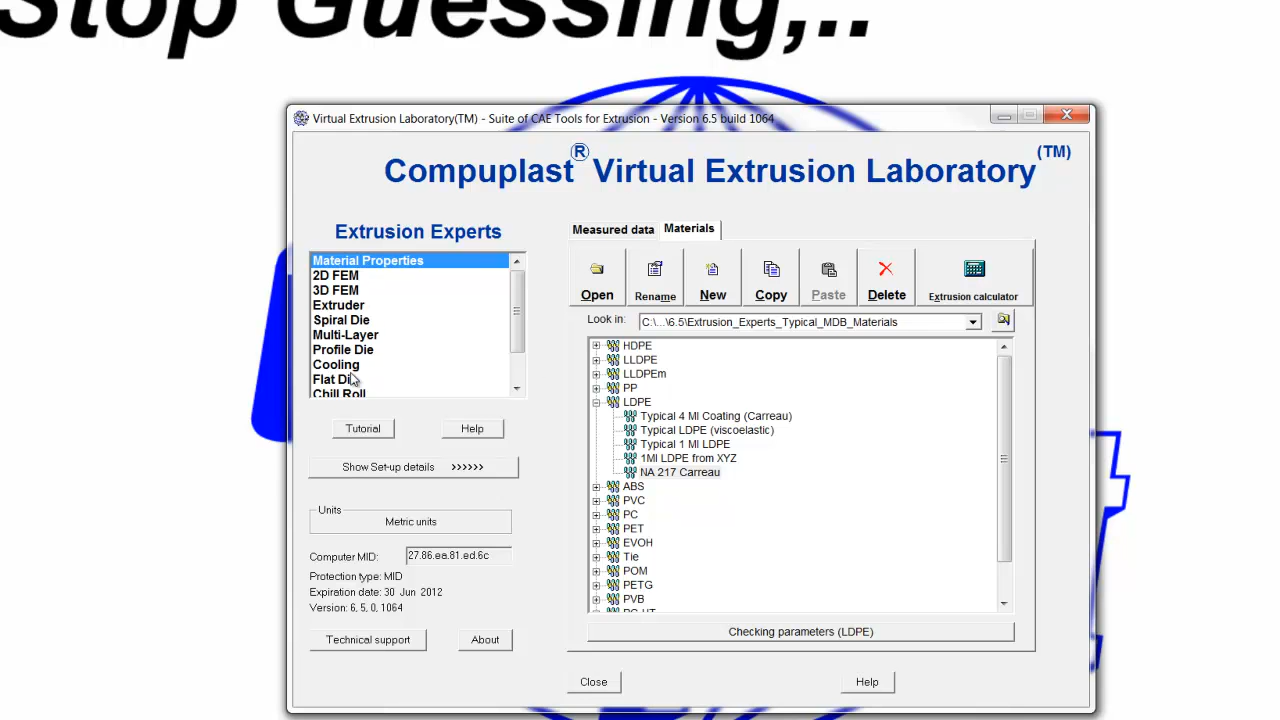 Stop Guessing,..
Virtual Extrusion Laboratory(TM) - Suite of CAE Tools for Extrusion - Version 6.5 build 1064
Compuplast® Virtual Extrusion Laboratory (TM)
Extrusion Experts
Material Properties
2D FEM
3D FEM
Extruder
Spiral Die
Multi-Layer
Profile Die
Cooling
Flat Die
Chill Roll
Tutorial
Help
Show Set-up details >>>>>>
Units
Metric units
Computer MID: 27.86.ea.81.ed.6c
Protection type: MID
Expiration date: 30 Jun 2012
Version: 6, 5, 0, 1064
Technical support
About
Measured data
Materials
Open
Rename
New
Copy
Paste
Delete
Extrusion calculator
Look in: C:\...\6.5\Extrusion_Experts_Typical_MDB_Materials
HDPE
LLDPE
LLDPEm
PP
LDPE
Typical 4 MI Coating (Carreau)
Typical LDPE (viscoelastic)
Typical 1 MI LDPE
1MI LDPE from XYZ
NA 217 Carreau
ABS
PVC
PC
PET
EVOH
Tie
POM
PETG
PVB
Checking parameters (LDPE)
Close
Help